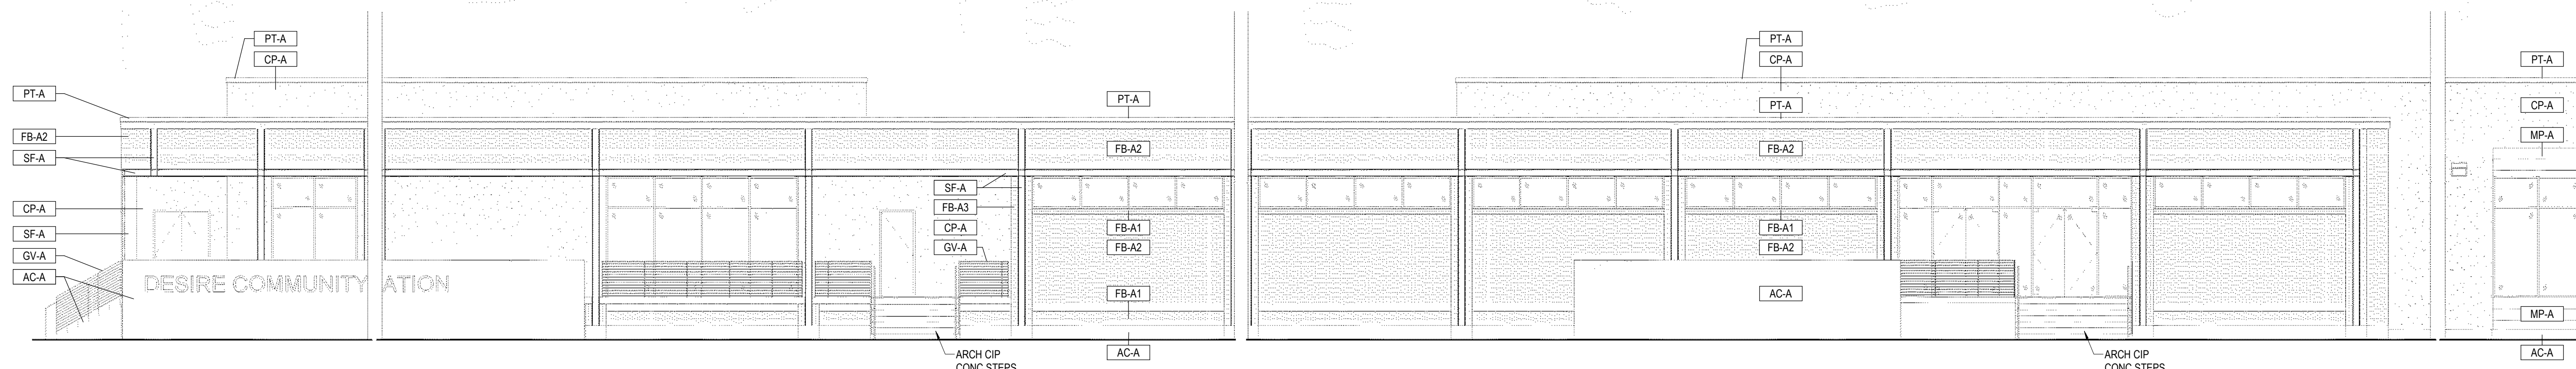 PT-A
CP-A
PT-A
FB-A2
SF-A
CP-A
SF-A
GV-A
AC-A
DESIRE COMMUNITY ATION
SF-A
FB-A3
CP-A
GV-A
PT-A
FB-A2
FB-A1
FB-A2
FB-A1
AC-A
ARCH CIP
CONC STEPS
PT-A
CP-A
PT-A
FB-A2
FB-A1
FB-A2
AC-A
ARCH CIP
CONC STEPS
PT-A
CP-A
MP-A
MP-A
AC-A